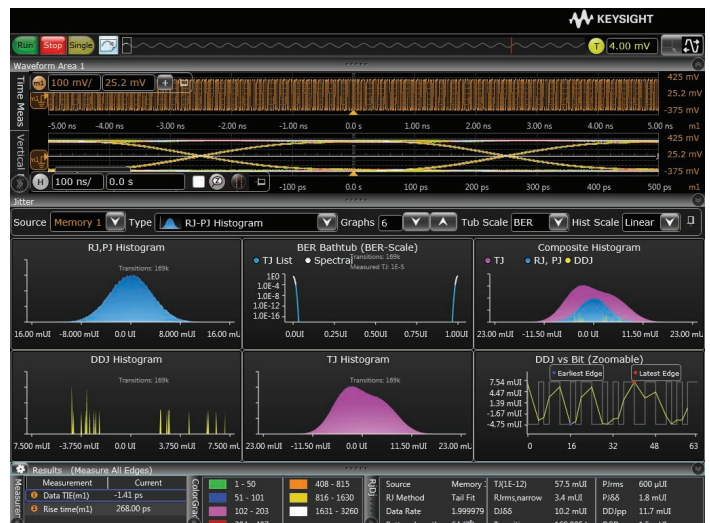 KEYSIGHT
Run Stop Single T 4.00 mV
Waveform Area 1
Time Meas
Vertical
m1 100 mV/ 25.2 mV + 425 mV
25.2 mV
-375 mV
-5.00 ns -4.00 ns -3.00 ns -2.00 ns -1.00 ns 0.0 s 1.00 ns 2.00 ns 3.00 ns 4.00 ns 5.00 ns m1
425 mV
25.2 mV
-375 mV
H 100 ns/ 0.0 s
-100 ps 0.0 s 100 ps 200 ps 300 ps 400 ps 500 ps m1
Jitter
Source Memory 1 Type RJ-PJ Histogram Graphs 6 Tub Scale BER Hist Scale Linear
RJ,PJ Histogram
Transitions: 169k
16.00 mUI -8.000 mUI 0.0 UI 8.000 mUI 16.00 mU
BER Bathtub (BER-Scale)
TJ List Spectral
Transitions: 169k
Measured TJ: 1E-5
1E0
1.0E-4
1.0E-8
1.0E-12
1.0E-16
0.0UI 0.25UI 0.50UI 0.75UI 1.00UI
Composite Histogram
TJ RJ, PJ DDJ
23.00 mUI -11.50 mUI 0.0 UI 11.50 mUI 23.00 mU
DDJ Histogram
Transitions: 169k
7.500 mUI -3.750 mUI 0.0 UI 3.750 mUI 7.500 mU
TJ Histogram
Transitions: 169k
23.00 mUI -11.50 mUI 0.0 UI 11.50 mUI 23.00 mU
DDJ vs Bit (Zoomable)
Earliest Edge Latest Edge
7.54 mUI
4.47 mUI
1.39 mUI
-1.67 mUI
-4.75 mUI
0 16 32 48 63
Results (Measure All Edges)
Measurement Current
Data TIE(m1) -1.41 ps
Rise time(m1) 268.00 ps
ColorGrad
1 - 50 408 - 815
51 - 101 816 - 1630
102 - 203 1631 - 3260
RJDJ
Source Memory TJ(1E-12) 57.5 mUI PJrms 600 µUI
RJ Method Tail Fit RJrms,narrow 3.4 mUI PJδδ 1.8 mUI
Data Rate 1.999979 DJδδ 10.2 mUI DDJpp 11.7 mUI